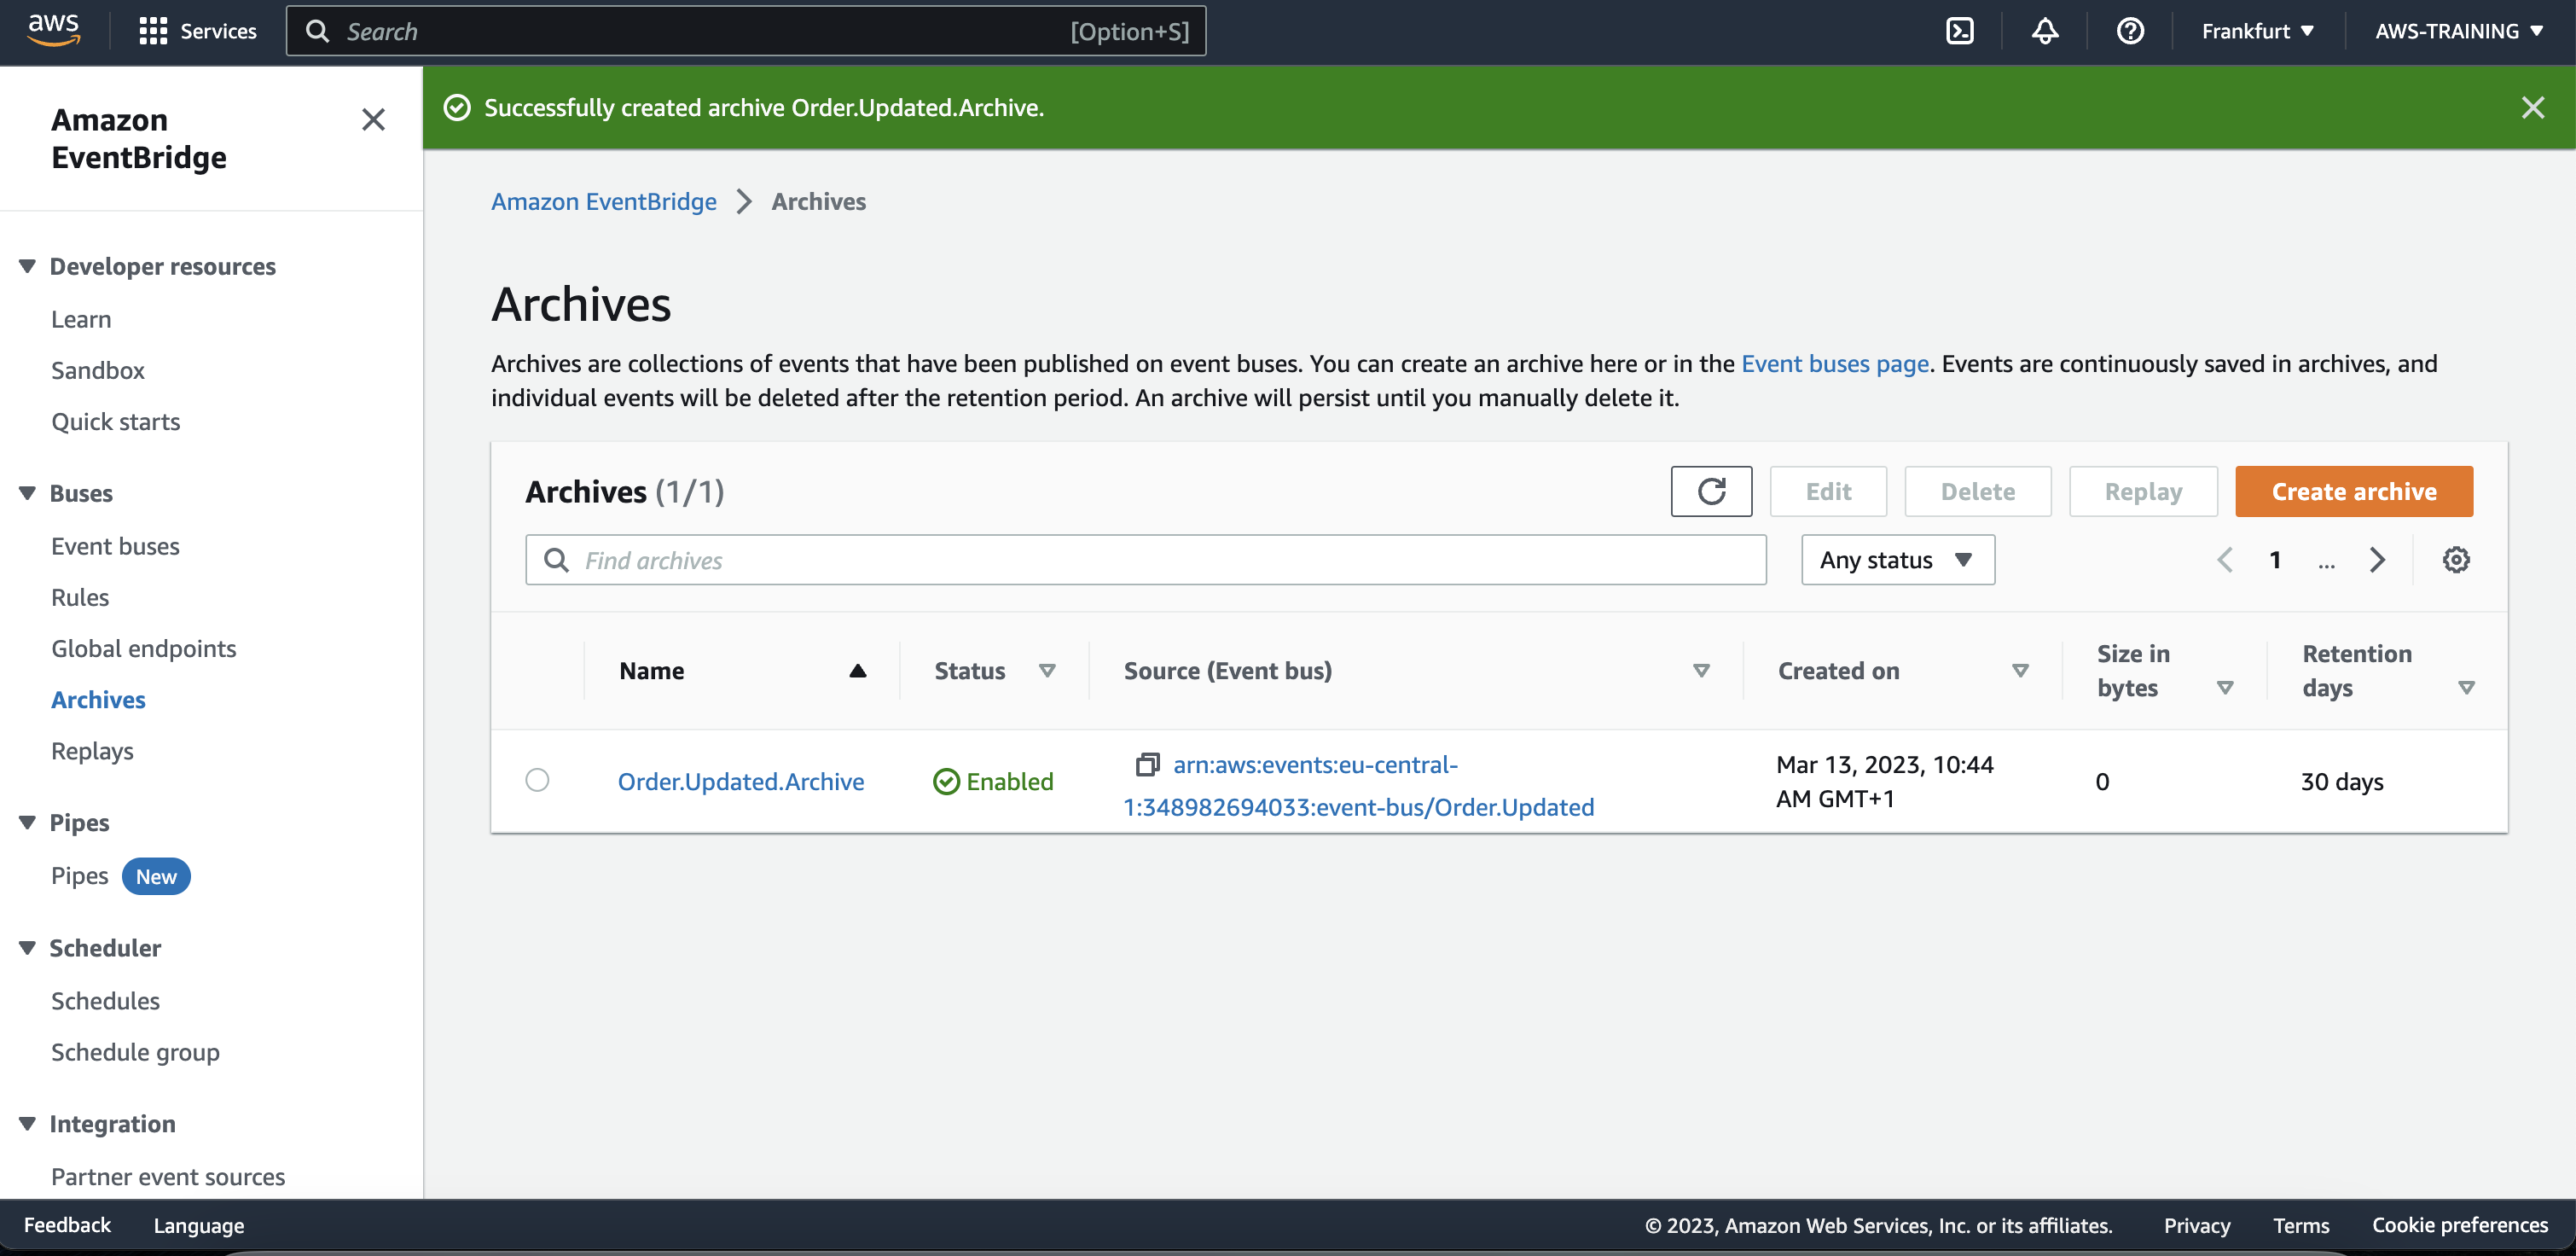 aws
Services
Search
[Option+S]
Frankfurt
AWS-TRAINING
Amazon
EventBridge
Developer resources
Learn
Sandbox
Quick starts
Buses
Event buses
Rules
Global endpoints
Archives
Replays
Pipes
Pipes New
Scheduler
Schedules
Schedule group
Integration
Partner event sources
Successfully created archive Order.Updated.Archive.
Amazon EventBridge > Archives
Archives
Archives are collections of events that have been published on event buses. You can create an archive here or in the Event buses page. Events are continuously saved in archives, and
individual events will be deleted after the retention period. An archive will persist until you manually delete it.
Archives (1/1)
Edit
Delete
Replay
Create archive
Find archives
Any status
1
...
Name
Status
Source (Event bus)
Created on
Size in
bytes
Retention
days
Order.Updated.Archive
Enabled
arn:aws:events:eu-central-
1:348982694033:event-bus/Order.Updated
Mar 13, 2023, 10:44
AM GMT+1
0
30 days
Feedback
Language
© 2023, Amazon Web Services, Inc. or its affiliates.
Privacy
Terms
Cookie preferences